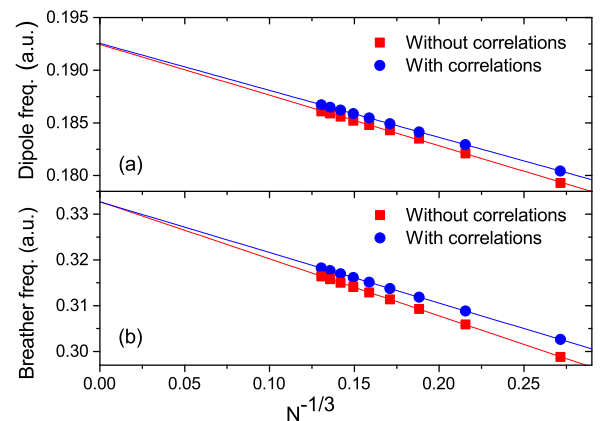 0.195
0.190
0.185
0.180
Dipole freq. (a.u.)
Without correlations
With correlations
(a)
0.33
0.32
0.31
0.30
Breather freq. (a.u.)
Without correlations
With correlations
(b)
0.00 0.05 0.10 0.15 0.20 0.25
N^-1/3